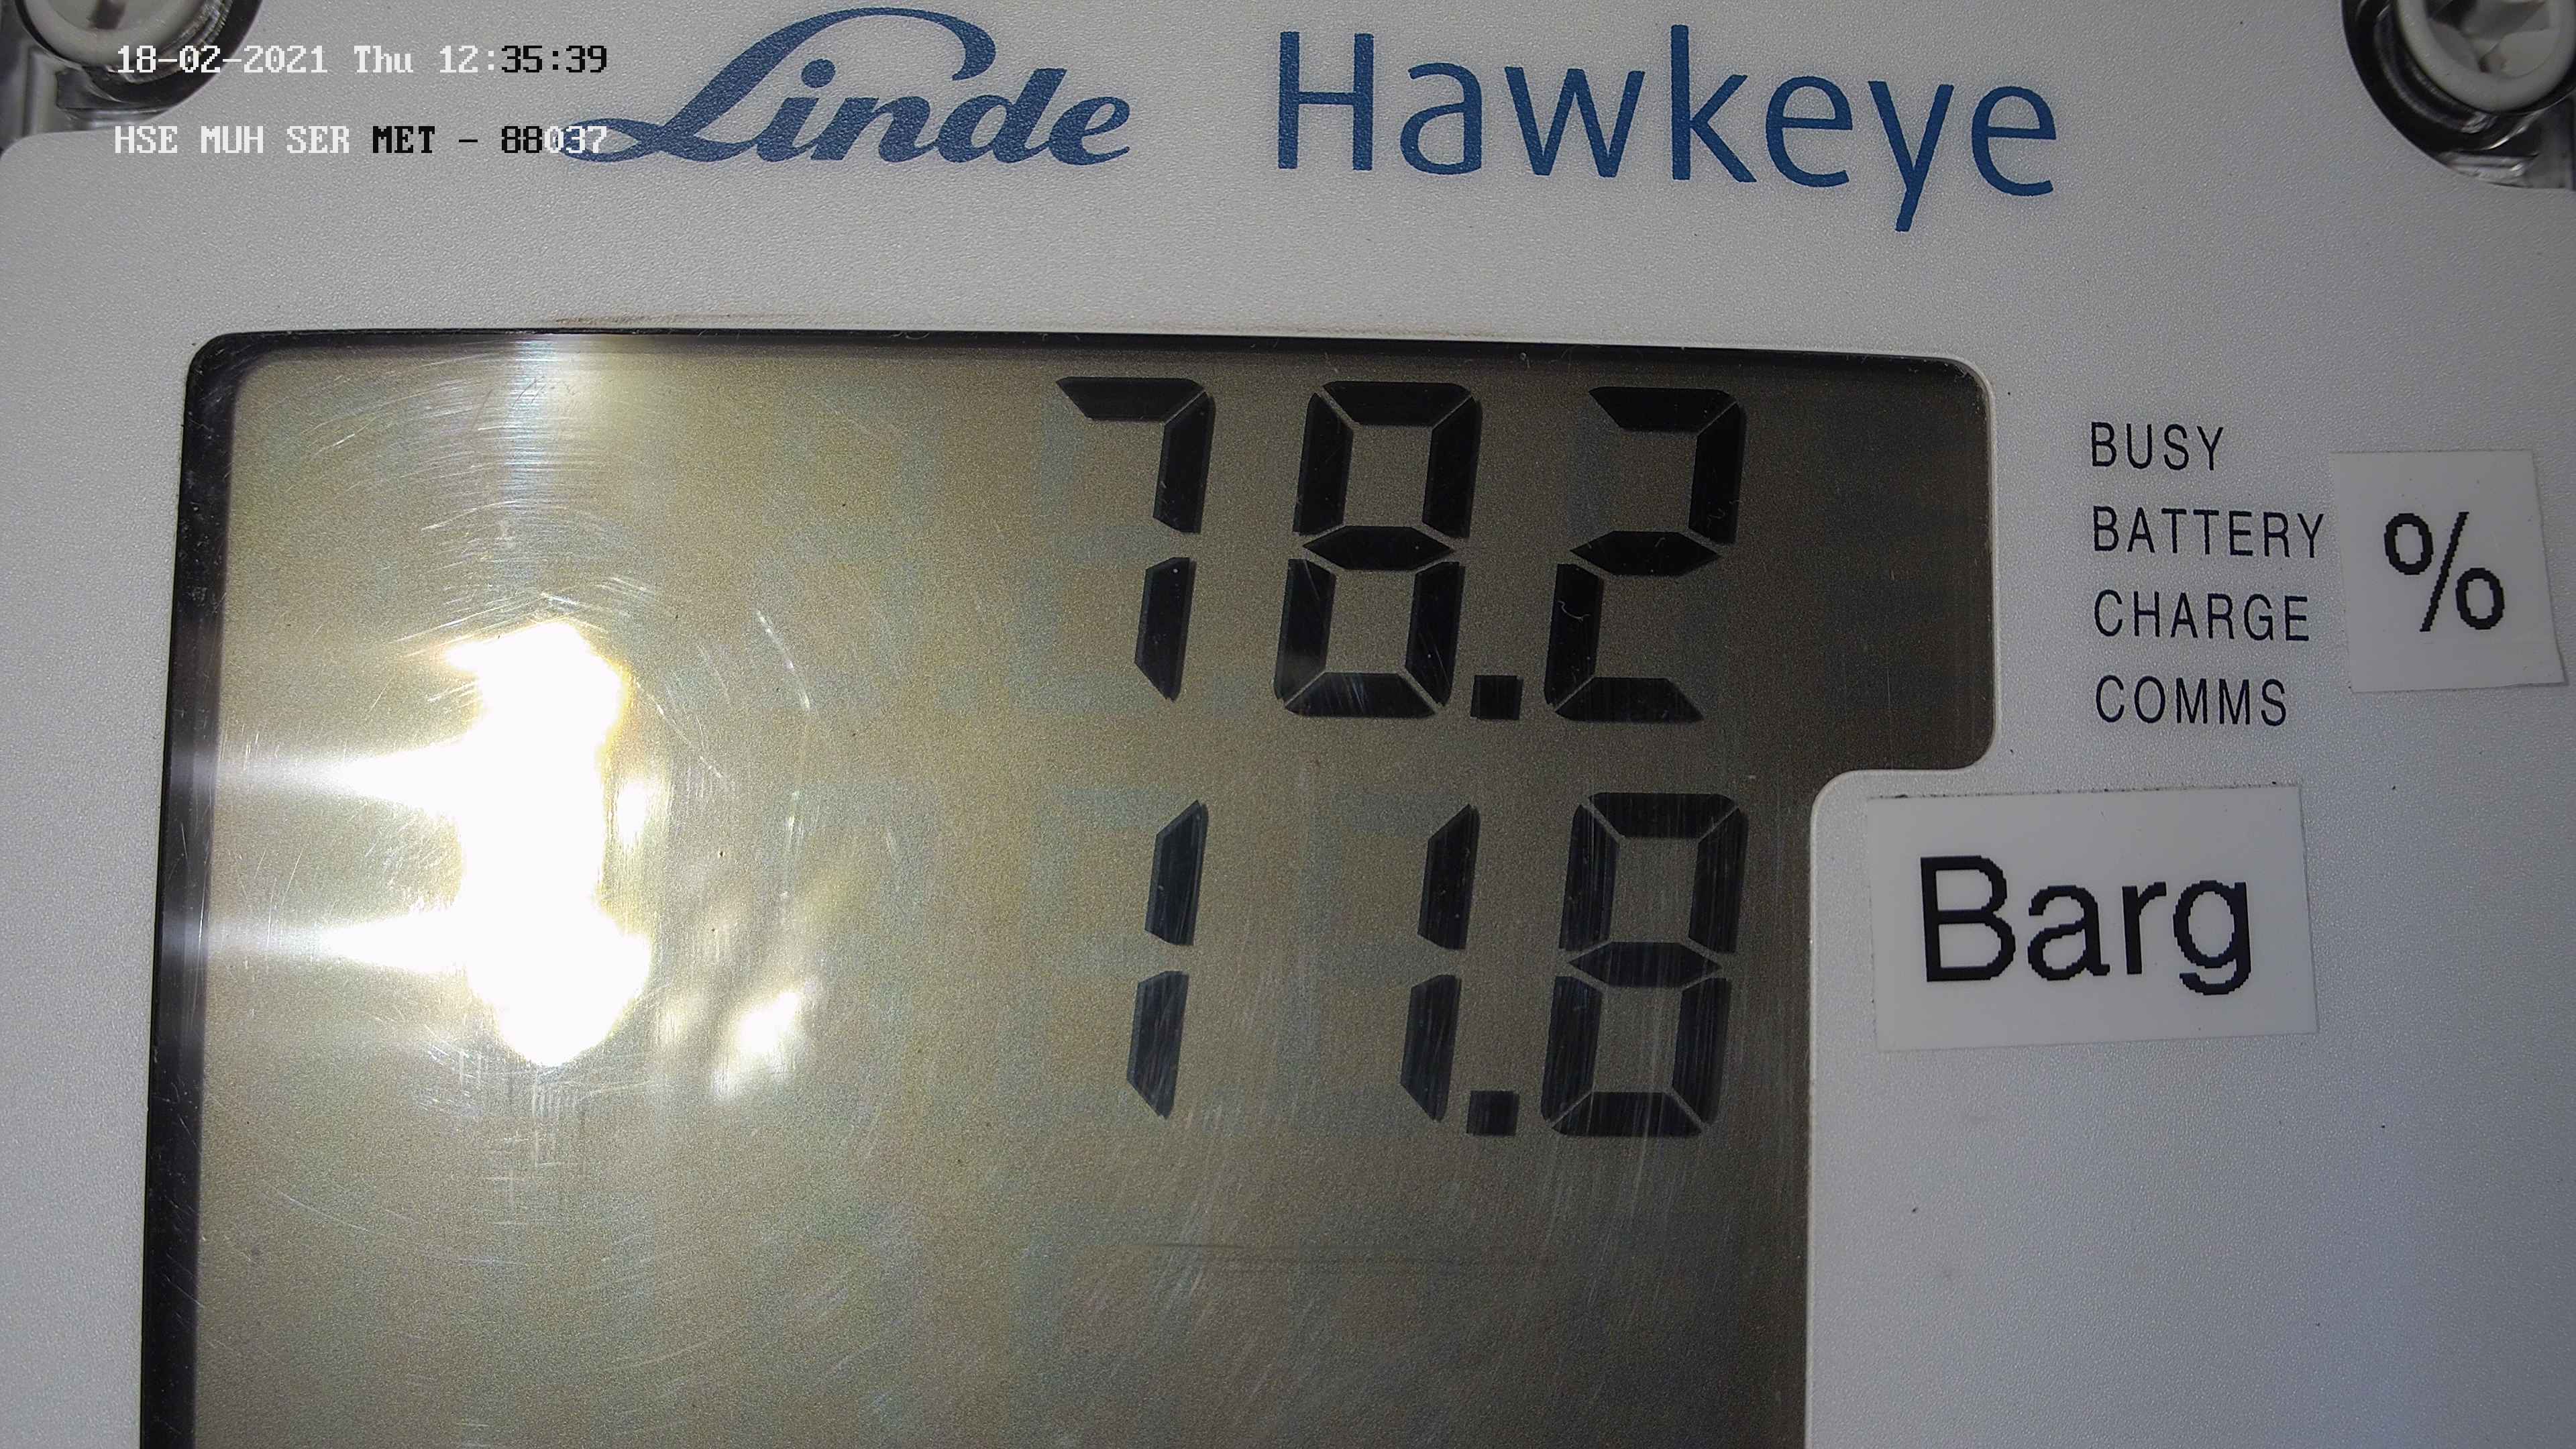 18-02-2021 Thu 12:35:39
Linde Hawkeye
HSE MUH SER MET - 88037
78.2
BUSY
BATTERY
CHARGE
COMMS
%
11.8
Barg